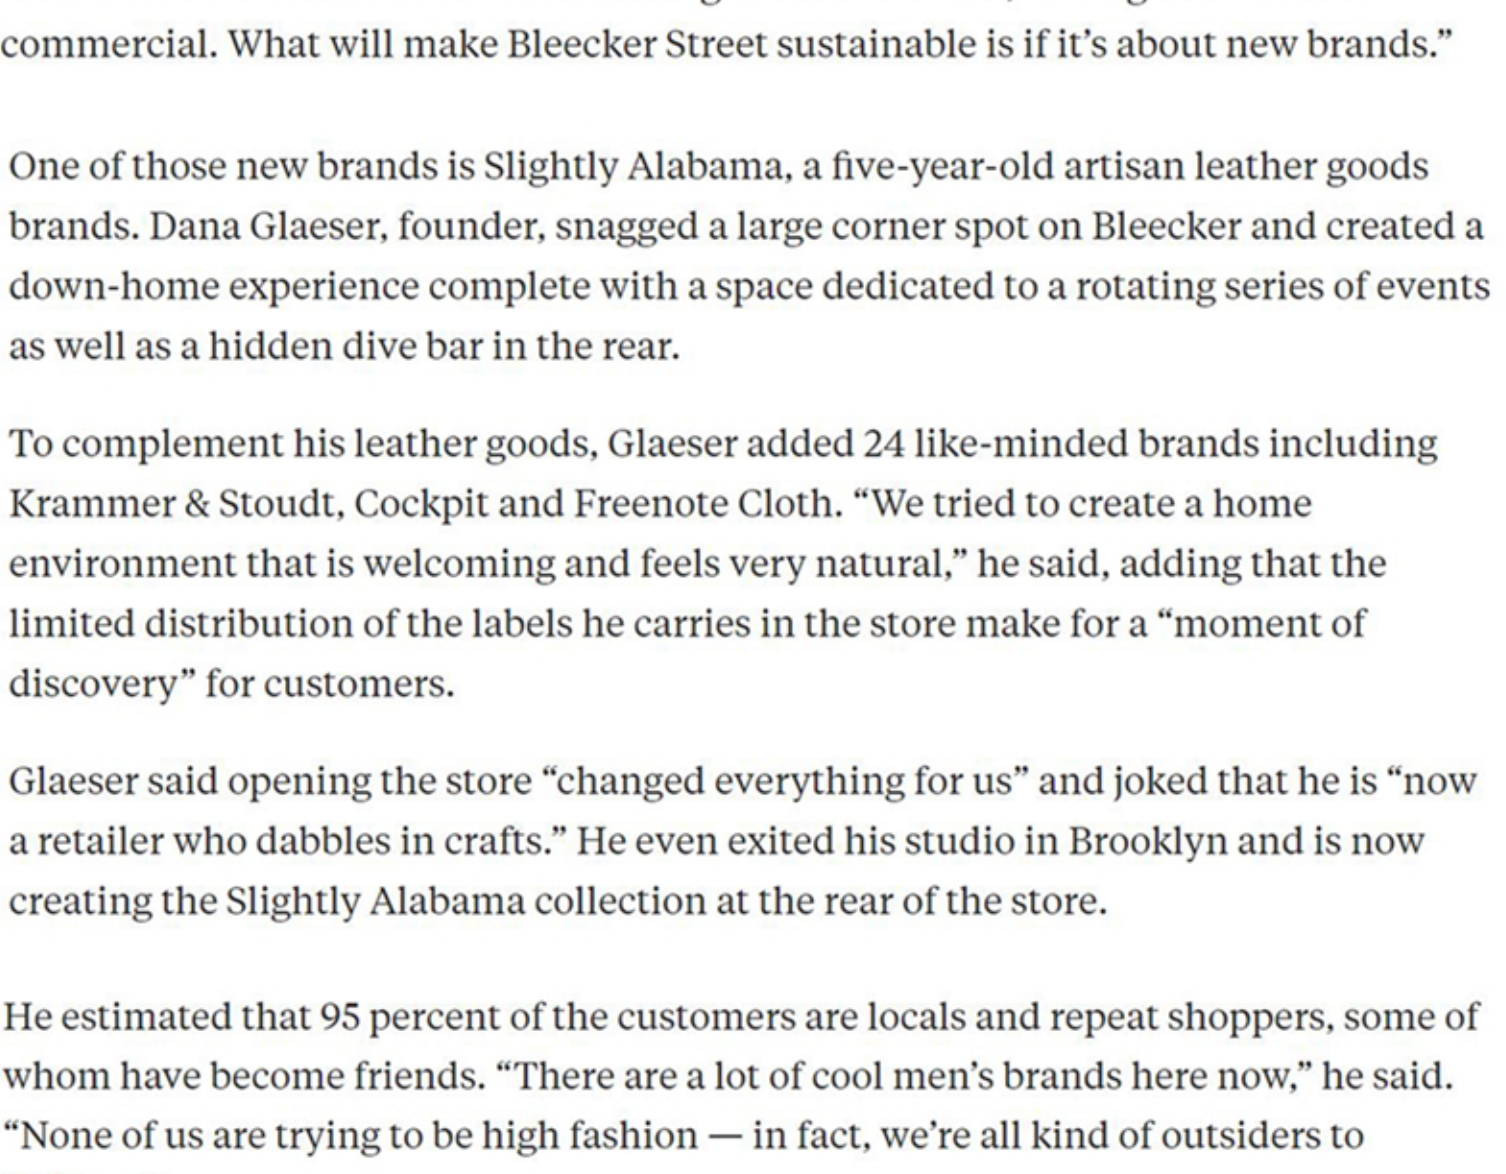 commercial. What will make Bleecker Street sustainable is if it’s about new brands.”
One of those new brands is Slightly Alabama, a five-year-old artisan leather goods
brands. Dana Glaeser, founder, snagged a large corner spot on Bleecker and created a
down-home experience complete with a space dedicated to a rotating series of events
as well as a hidden dive bar in the rear.
To complement his leather goods, Glaeser added 24 like-minded brands including
Krammer & Stoudt, Cockpit and Freenote Cloth. “We tried to create a home
environment that is welcoming and feels very natural,” he said, adding that the
limited distribution of the labels he carries in the store make for a “moment of
discovery” for customers.
Glaeser said opening the store “changed everything for us” and joked that he is “now
a retailer who dabbles in crafts.” He even exited his studio in Brooklyn and is now
creating the Slightly Alabama collection at the rear of the store.
He estimated that 95 percent of the customers are locals and repeat shoppers, some of
whom have become friends. “There are a lot of cool men’s brands here now,” he said.
“None of us are trying to be high fashion — in fact, we’re all kind of outsiders to